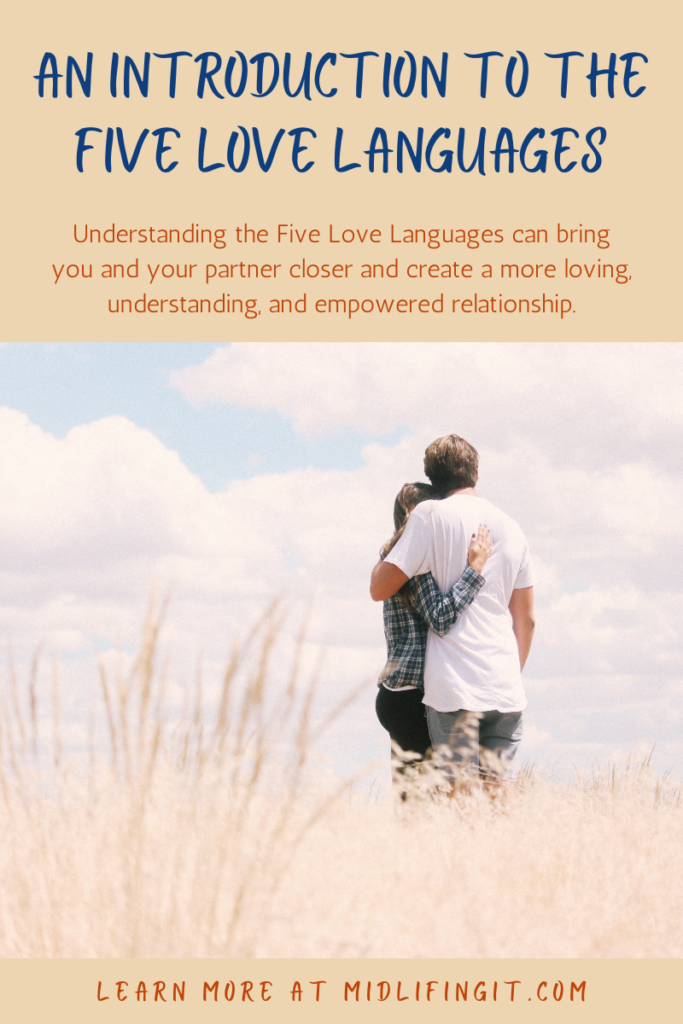 AN INTRODUCTION TO THE
FIVE LOVE LANGUAGES
Understanding the Five Love Languages can bring
you and your partner closer and create a more loving,
understanding, and empowered relationship.
LEARN MORE AT MIDLIFINGIT.COM